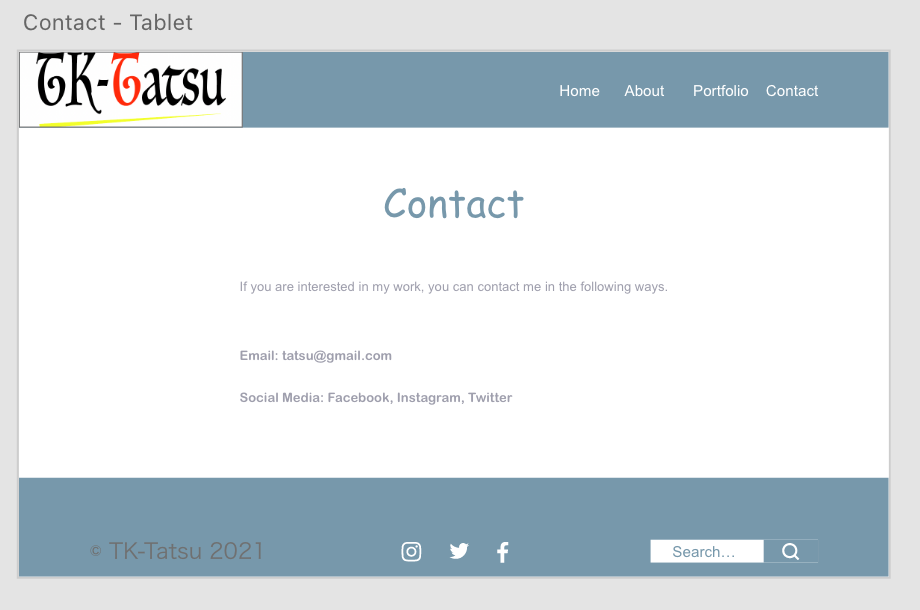 Contact - Tablet
TK-Tatsu
Home About Portfolio Contact
Contact
If you are interested in my work, you can contact me in the following ways.
Email: tatsu@gmail.com
Social Media: Facebook, Instagram, Twitter
© TK-Tatsu 2021
Search...